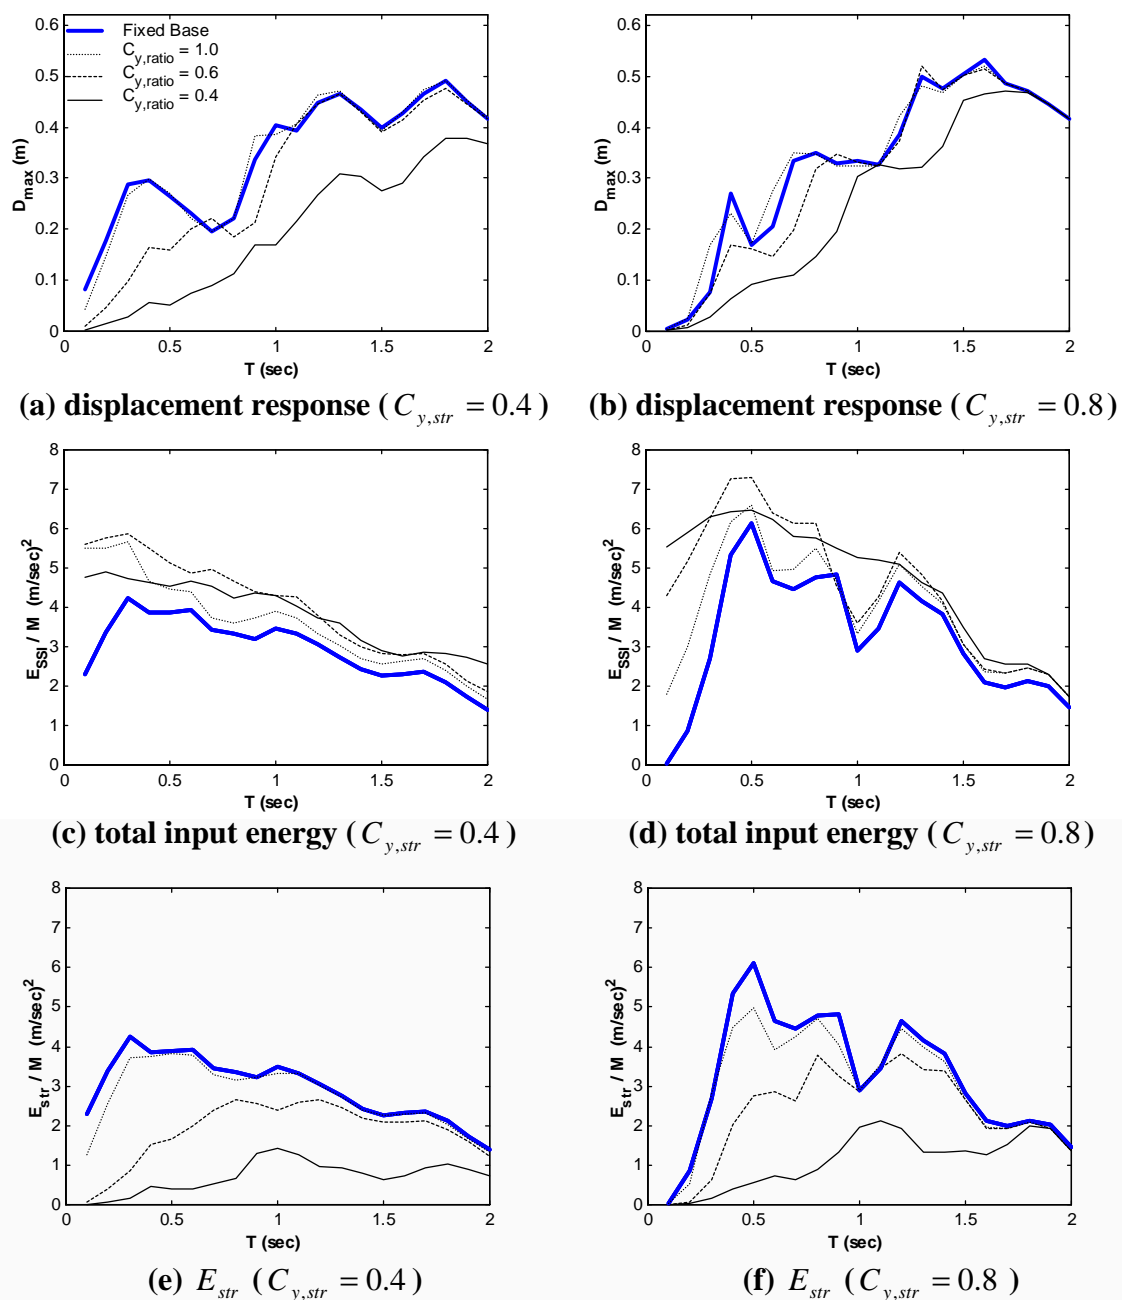 Fixed Base
C_y,ratio = 1.0
C_y,ratio = 0.6
C_y,ratio = 0.4
0.6
0.5
0.4
0.3
0.2
0.1
0
D_max (m)
0 0.5 1 1.5 2
T (sec)
0.6
0.5
0.4
0.3
0.2
0.1
0
D_max (m)
0 0.5 1 1.5 2
T (sec)
(a) displacement response ( C_y,str = 0.4 )
(b) displacement response ( C_y,str = 0.8 )
8
7
6
5
4
3
2
1
0
E_SSI / M (m/sec)²
0 0.5 1 1.5 2
T (sec)
8
7
6
5
4
3
2
1
0
E_SSI / M (m/sec)²
0 0.5 1 1.5 2
T (sec)
(c) total input energy ( C_y,str = 0.4 )
(d) total input energy ( C_y,str = 0.8 )
8
7
6
5
4
3
2
1
0
E_str / M (m/sec)²
0 0.5 1 1.5 2
T (sec)
8
7
6
5
4
3
2
1
0
E_str / M (m/sec)²
0 0.5 1 1.5 2
T (sec)
(e) E_str ( C_y,str = 0.4 )
(f) E_str ( C_y,str = 0.8 )